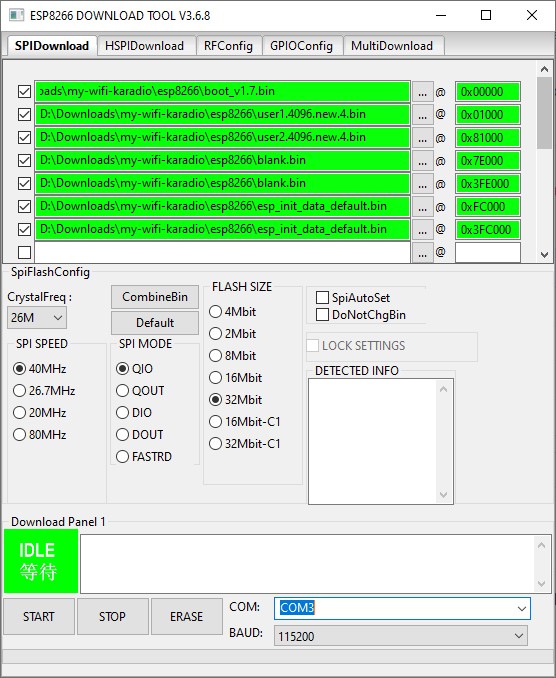 ESP8266 DOWNLOAD TOOL V3.6.8
SPIDownload HSPIDownload RFConfig GPIOConfig MultiDownload
oads\my-wifi-karadio\esp8266\boot_v1.7.bin ... @ 0x00000
D:\Downloads\my-wifi-karadio\esp8266\user1.4096.new.4.bin ... @ 0x01000
D:\Downloads\my-wifi-karadio\esp8266\user2.4096.new.4.bin ... @ 0x81000
D:\Downloads\my-wifi-karadio\esp8266\blank.bin ... @ 0x7E000
D:\Downloads\my-wifi-karadio\esp8266\blank.bin ... @ 0x3FE000
D:\Downloads\my-wifi-karadio\esp8266\esp_init_data_default.bin ... @ 0xFC000
D:\Downloads\my-wifi-karadio\esp8266\esp_init_data_default.bin ... @ 0x3FC000
... @
SpiFlashConfig
CrystalFreq :
26M
CombineBin
Default
SPI SPEED
40MHz
26.7MHz
20MHz
80MHz
SPI MODE
QIO
QOUT
DIO
DOUT
FASTRD
FLASH SIZE
4Mbit
2Mbit
8Mbit
16Mbit
32Mbit
16Mbit-C1
32Mbit-C1
SpiAutoSet
DoNotChgBin
LOCK SETTINGS
DETECTED INFO
Download Panel 1
IDLE
等待
START STOP ERASE
COM: COM3
BAUD: 115200